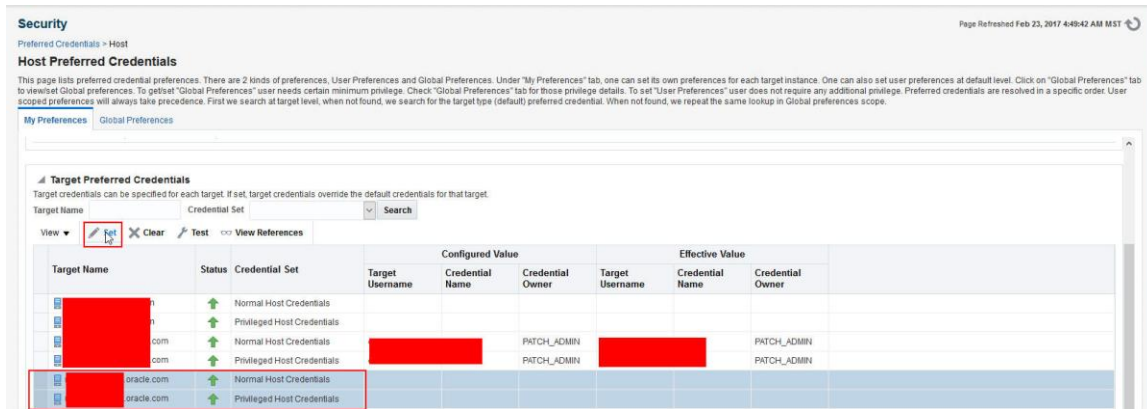 Security
Page Refreshed Feb 23, 2017 4:49:42 AM MST
Preferred Credentials > Host
Host Preferred Credentials
This page lists preferred credential preferences. There are 2 kinds of preferences, User Preferences and Global Preferences. Under "My Preferences" tab, one can set its own preferences for each target instance. One can also set user preferences at default level. Click on "Global Preferences" tab
to view/set Global preferences. To get/set "Global Preferences" user needs certain minimum privilege. Check "Global Preferences" tab for those privilege details. To set "User Preferences" user does not require any additional privilege. Preferred credentials are resolved in a specific order. User
scoped preferences will always take precedence. First we search at target level, when not found, we search for the target type (default) preferred credential. When not found, we repeat the same lookup in Global preferences scope.
My Preferences Global Preferences
Target Preferred Credentials
Target credentials can be specified for each target. If set, target credentials override the default credentials for that target.
Target Name Credential Set Search
View Set Clear Test View References
Configured Value Effective Value
Target Name Status Credential Set Target Username Credential Name Credential Owner Target Username Credential Name Credential Owner
Normal Host Credentials
Privileged Host Credentials
.com Normal Host Credentials PATCH_ADMIN PATCH_ADMIN
.com Privileged Host Credentials PATCH_ADMIN PATCH_ADMIN
.oracle.com Normal Host Credentials
.oracle.com Privileged Host Credentials